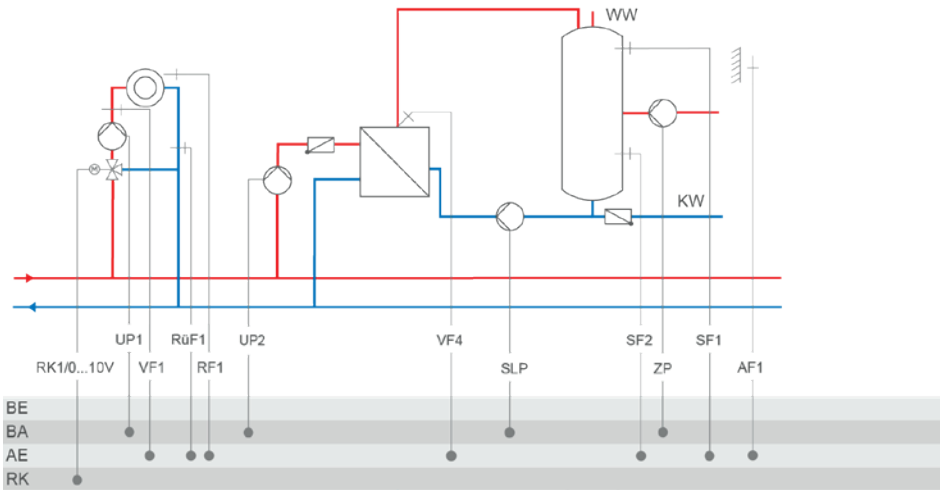 WW
KW
UP1 RüF1 UP2 VF4 SF2 SF1
RK1/0...10V VF1 RF1 SLP ZP AF1
BE
BA
AE
RK
M